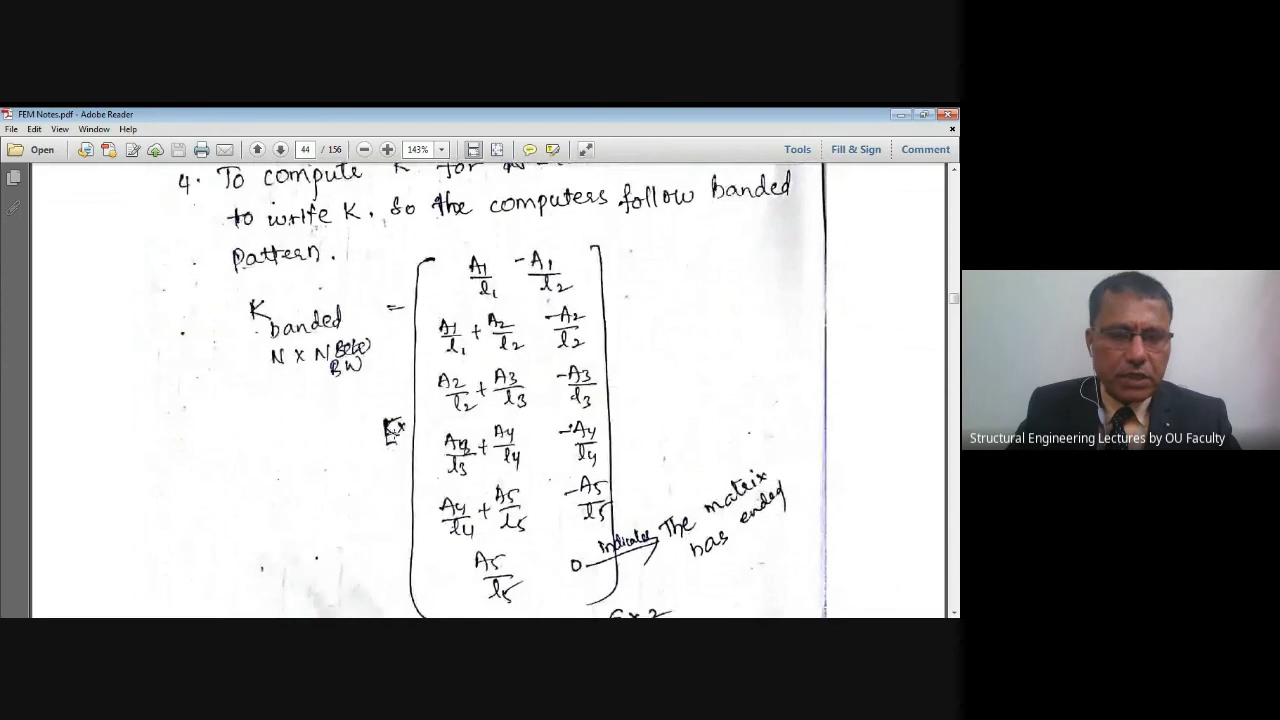 FEM Notes.pdf - Adobe Reader
File Edit View Window Help
Open 44 / 156 143% Tools Fill & Sign Comment
4. To compute K for N
to write K. so the computers follow banded
pattern.
K banded N x N BW =
A1/l1 -A1/l2
A1/l1 + A2/l2 -A2/l2
A2/l2 + A3/l3 -A3/l3
A3/l3 + A4/l4 -A4/l4
A4/l4 + A5/l5 -A5/l5
A5/l5 0 indicates The matrix
has ended
6x2
Structural Engineering Lectures by OU Faculty